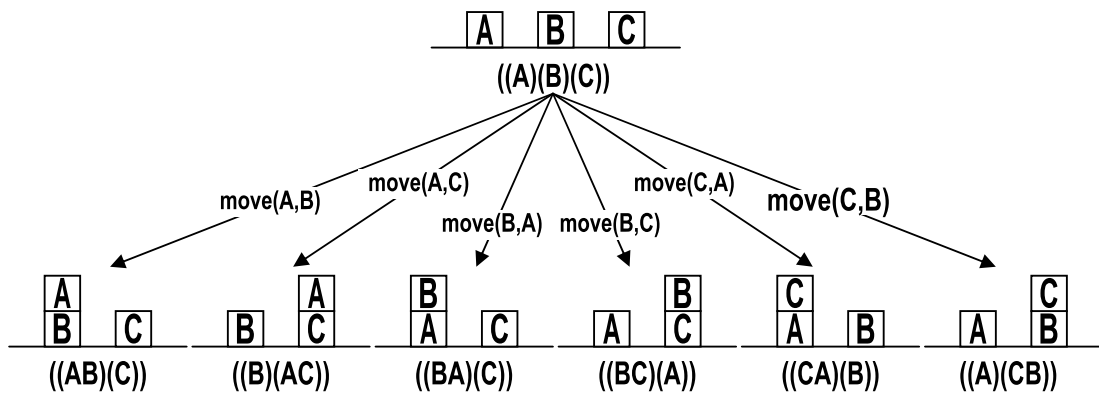 A B C
((A)(B)(C))
move(A,B)
move(A,C)
move(B,A)
move(B,C)
move(C,A)
move(C,B)
A A B B C C
B C B C A C A C A B A B
((AB)(C)) ((B)(AC)) ((BA)(C)) ((BC)(A)) ((CA)(B)) ((A)(CB))